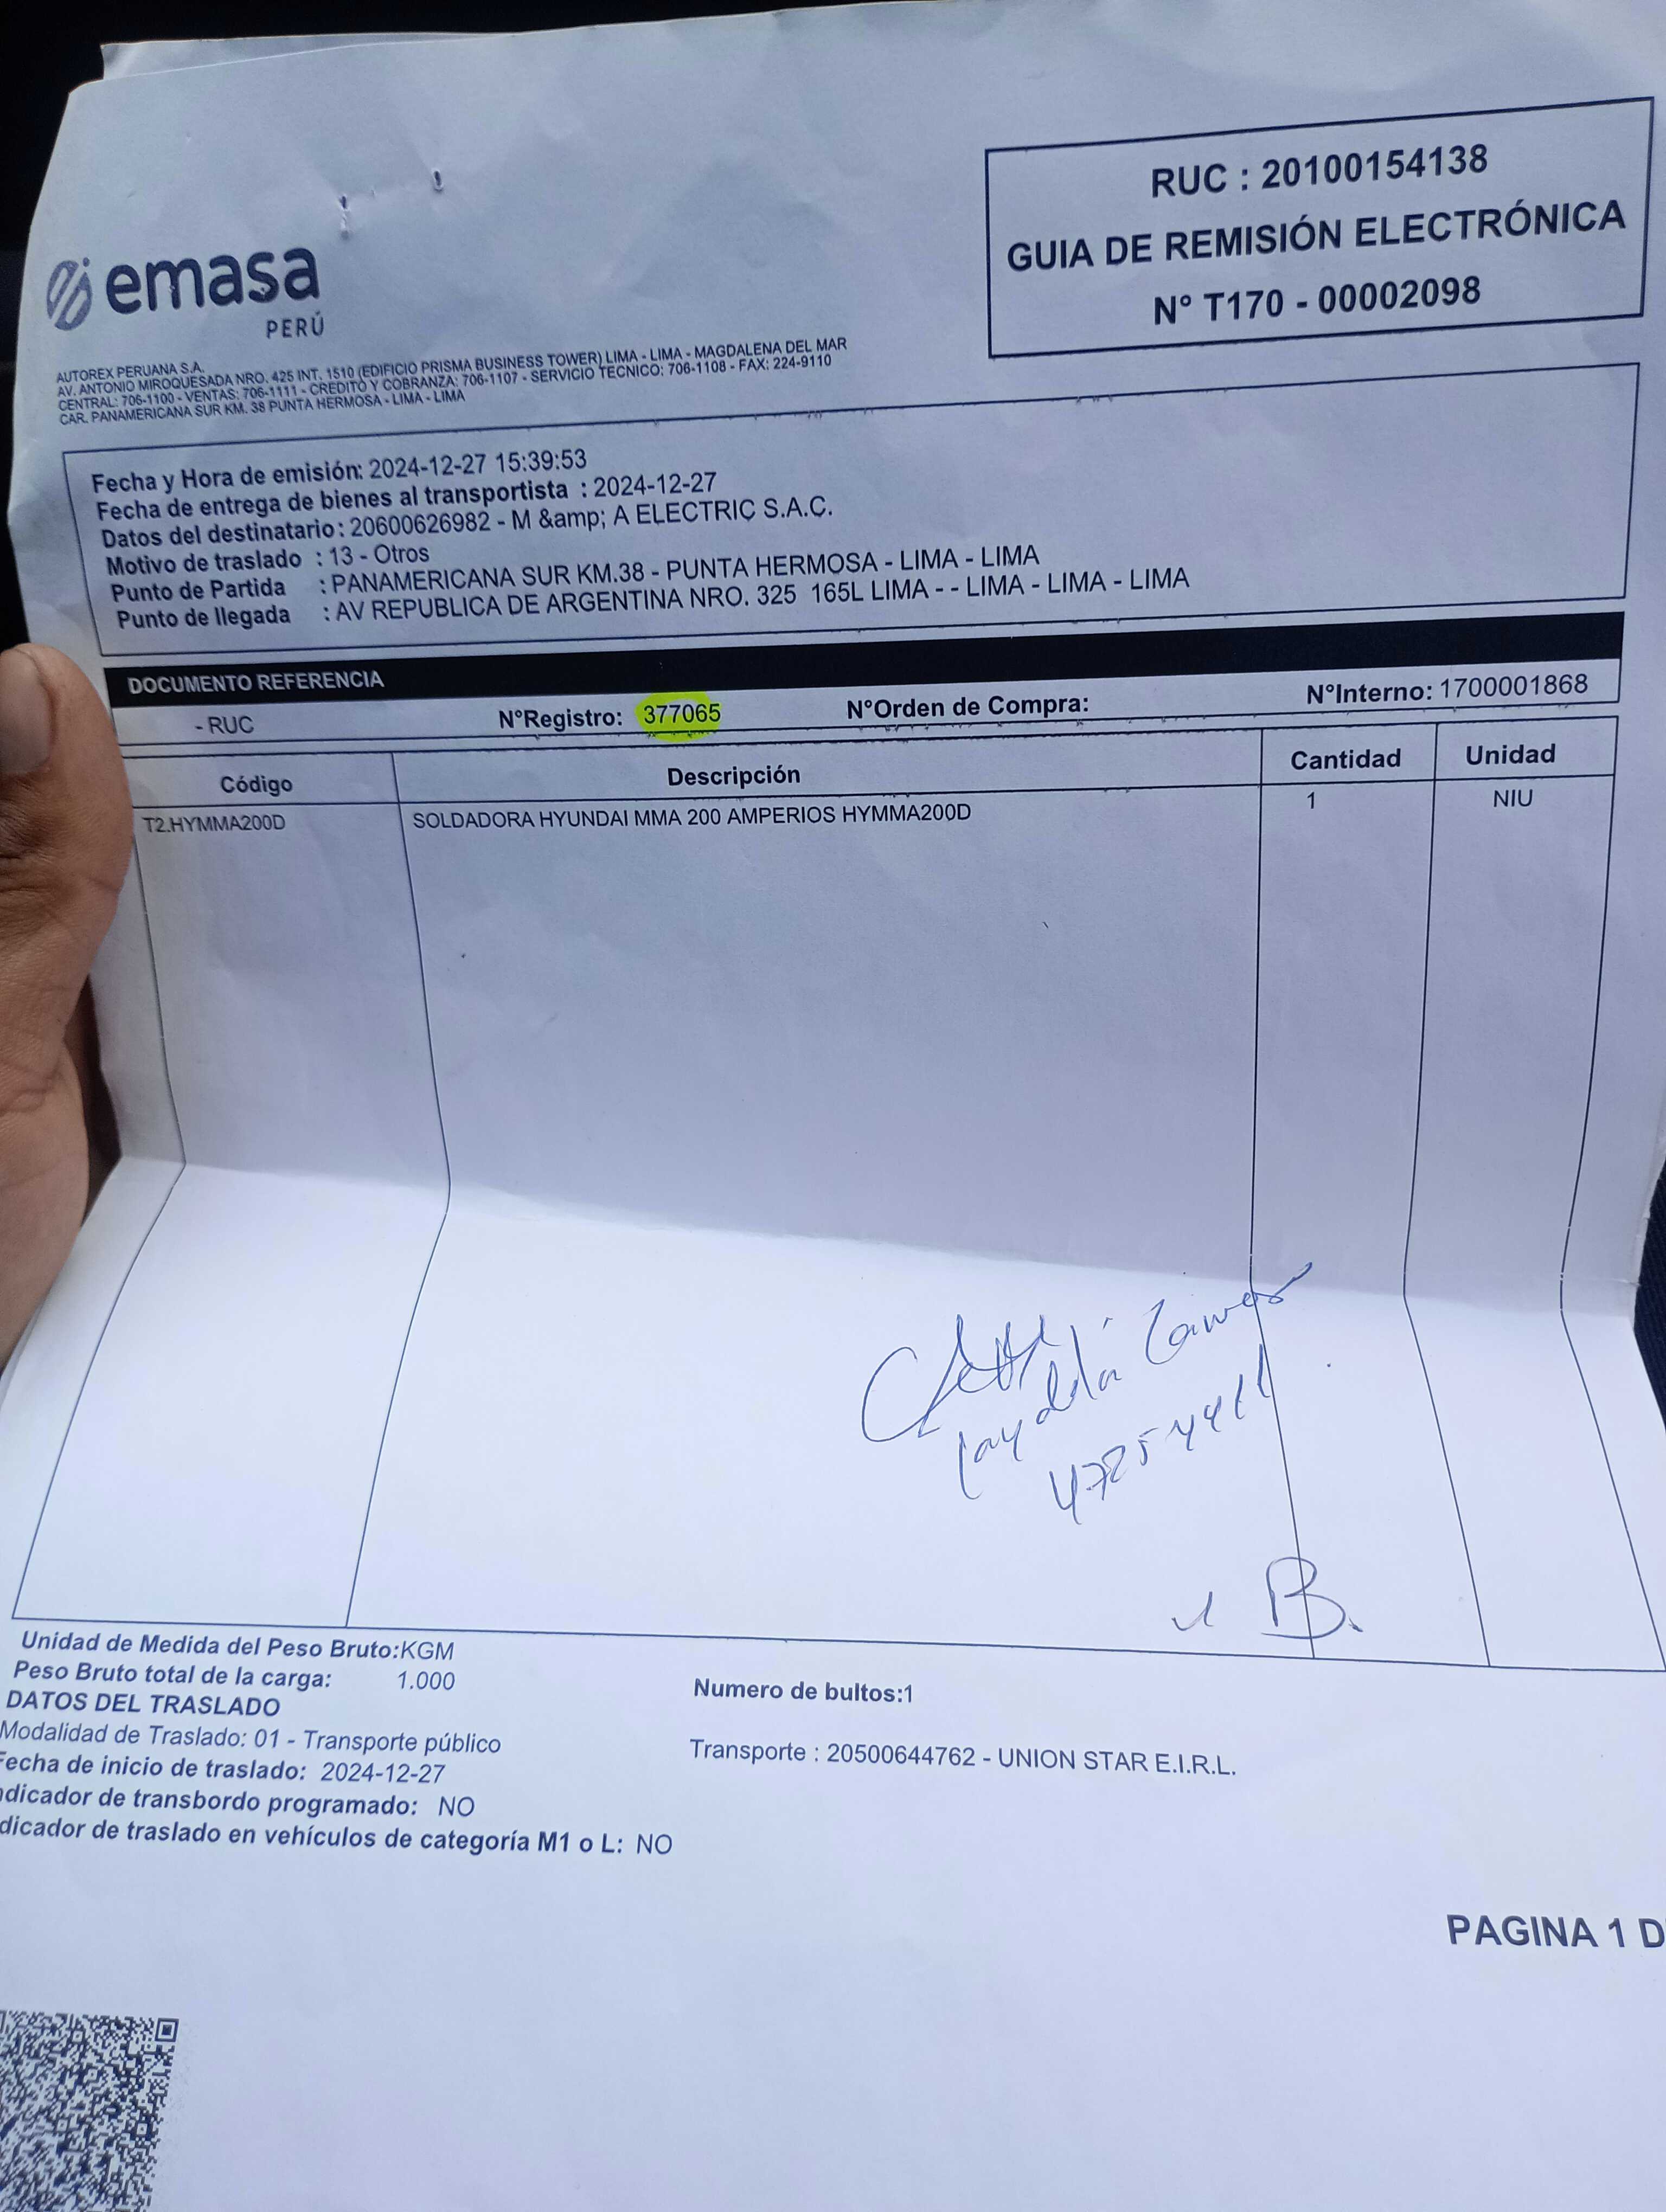 emasa
PERÚ
RUC : 20100154138
GUIA DE REMISIÓN ELECTRÓNICA
N° T170 - 00002098
AUTOREX PERUANA S.A.
AV. ANTONIO MIROQUESADA NRO. 425 INT. 1510 (EDIFICIO PRISMA BUSINESS TOWER) LIMA - LIMA - MAGDALENA DEL MAR
CENTRAL: 706-1100 - VENTAS: 706-1111 - CREDITO Y COBRANZA: 706-1107 - SERVICIO TECNICO: 706-1108 - FAX: 224-9110
CAR. PANAMERICANA SUR KM. 38 PUNTA HERMOSA - LIMA - LIMA
Fecha y Hora de emisión: 2024-12-27 15:39:53
Fecha de entrega de bienes al transportista : 2024-12-27
Datos del destinatario: 20600626982 - M &amp; A ELECTRIC S.A.C.
Motivo de traslado : 13 - Otros
Punto de Partida : PANAMERICANA SUR KM.38 - PUNTA HERMOSA - LIMA - LIMA
Punto de llegada : AV REPUBLICA DE ARGENTINA NRO. 325 165L LIMA - - LIMA - LIMA - LIMA
DOCUMENTO REFERENCIA
- RUC N°Registro: 377065 N°Orden de Compra: N°Interno: 1700001868
Código Descripción Cantidad Unidad
T2.HYMMA200D SOLDADORA HYUNDAI MMA 200 AMPERIOS HYMMA200D 1 NIU
B.
Unidad de Medida del Peso Bruto:KGM
Peso Bruto total de la carga: 1.000 Numero de bultos:1
DATOS DEL TRASLADO
Modalidad de Traslado: 01 - Transporte público Transporte : 20500644762 - UNION STAR E.I.R.L.
Fecha de inicio de traslado: 2024-12-27
ndicador de transbordo programado: NO
dicador de traslado en vehículos de categoría M1 o L: NO
PAGINA 1 D